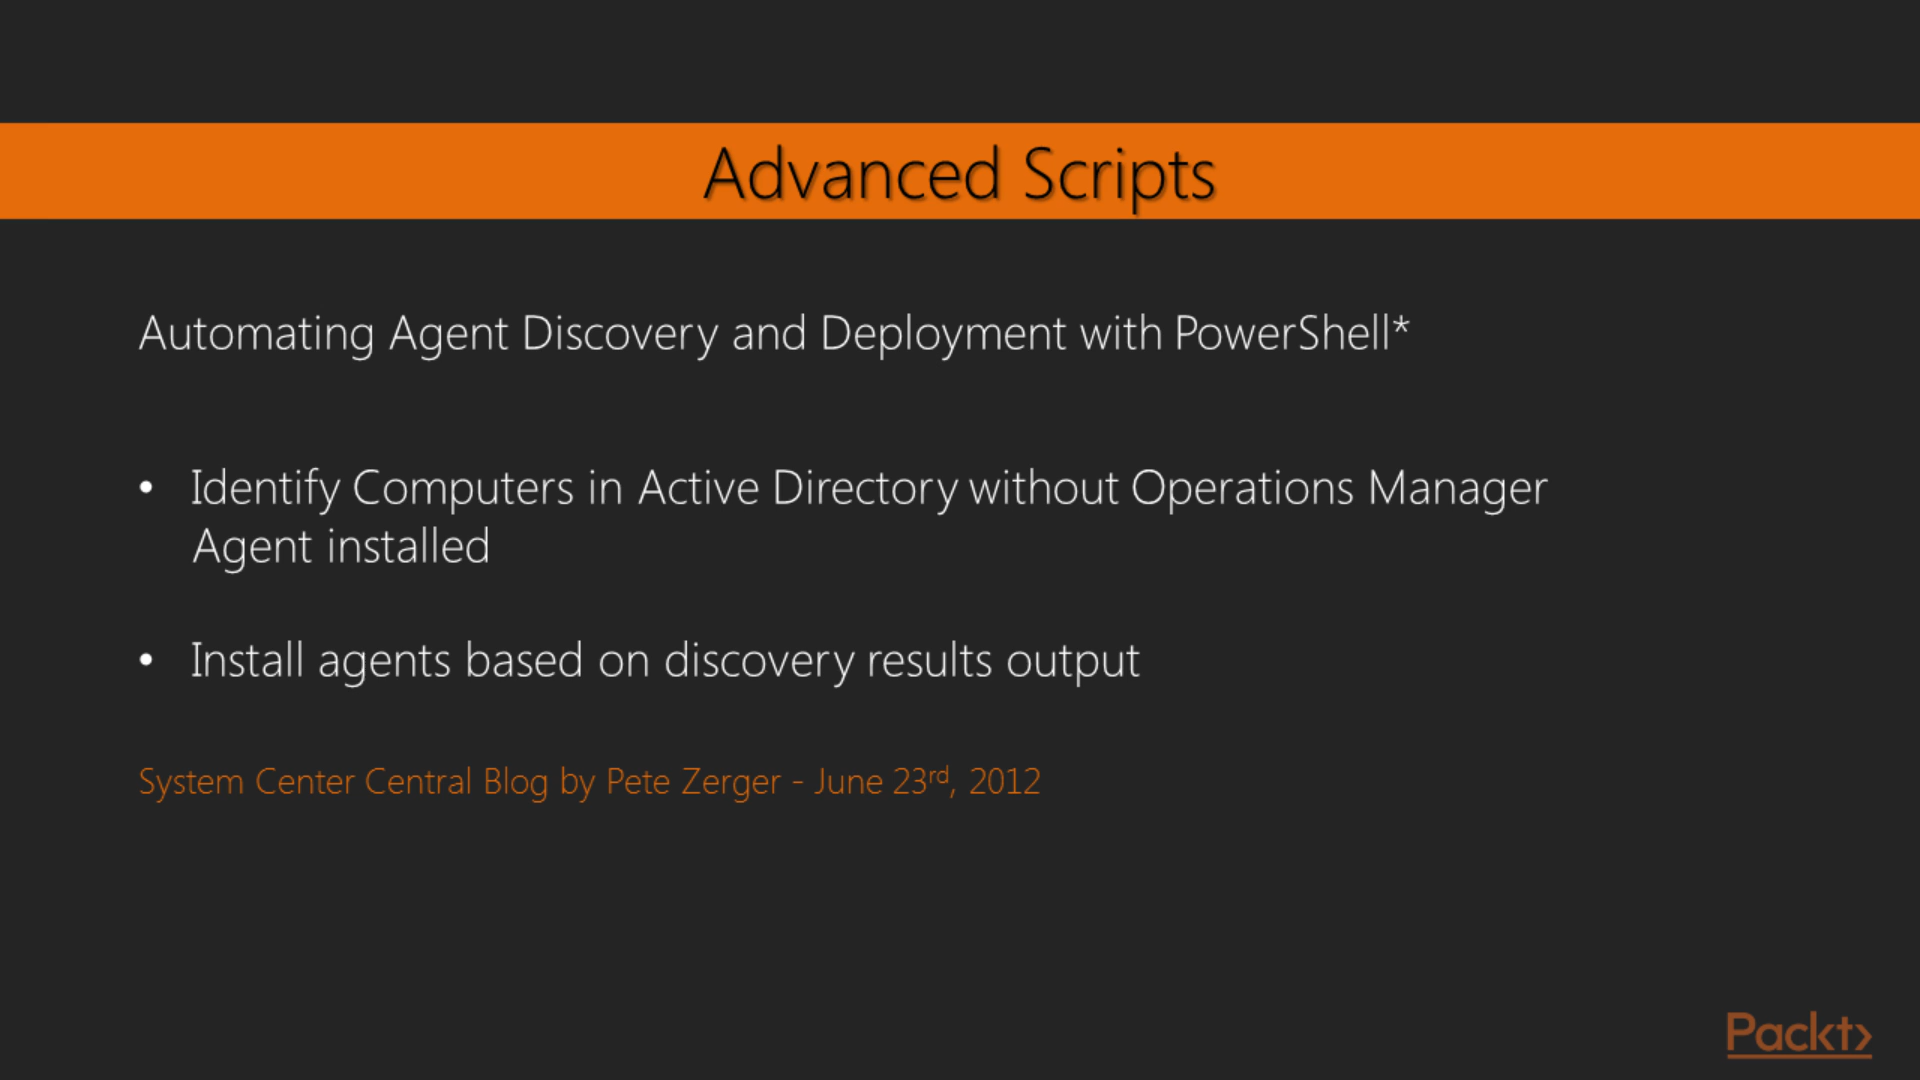 Advanced Scripts
Automating Agent Discovery and Deployment with PowerShell*
• Identify Computers in Active Directory without Operations Manager
Agent installed
• Install agents based on discovery results output
System Center Central Blog by Pete Zerger - June 23rd, 2012
Packt>